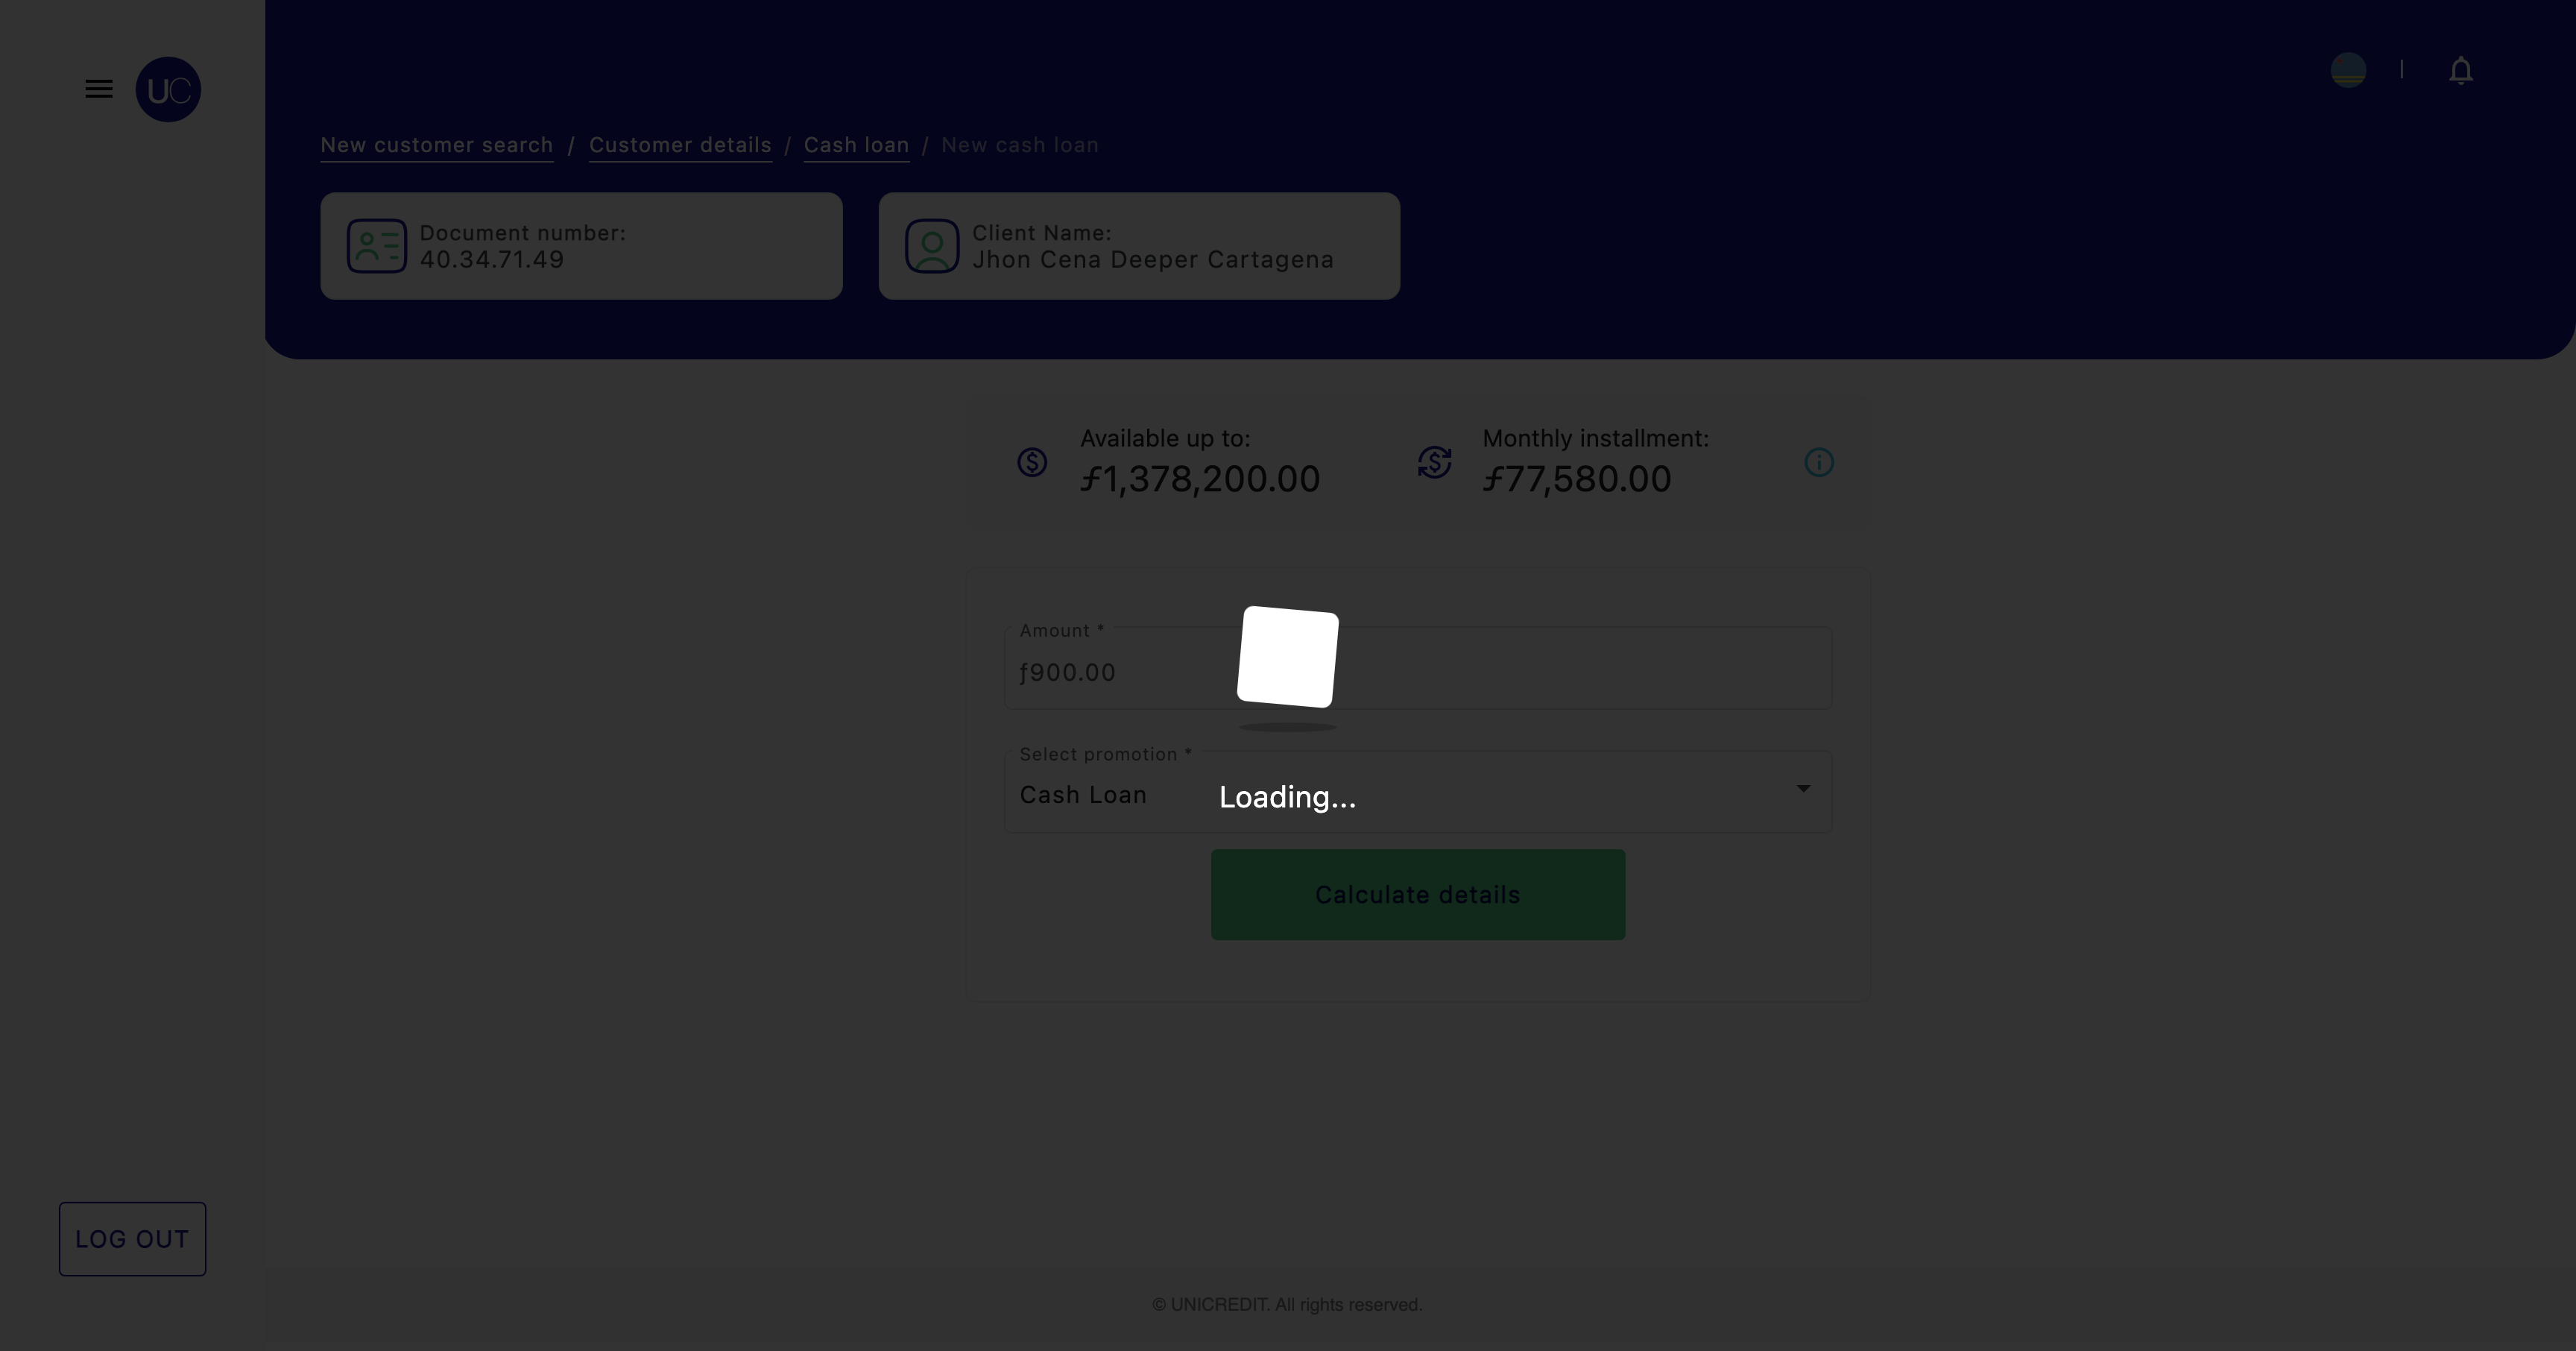 UC
New customer search / Customer details / Cash loan / New cash loan
Document number:
40.34.71.49
Client Name:
Jhon Cena Deeper Cartagena
Available up to:
ƒ1,378,200.00
Monthly installment:
ƒ77,580.00
Amount *
ƒ900.00
Select promotion *
Cash Loan
Loading...
Calculate details
LOG OUT
© UNICREDIT. All rights reserved.